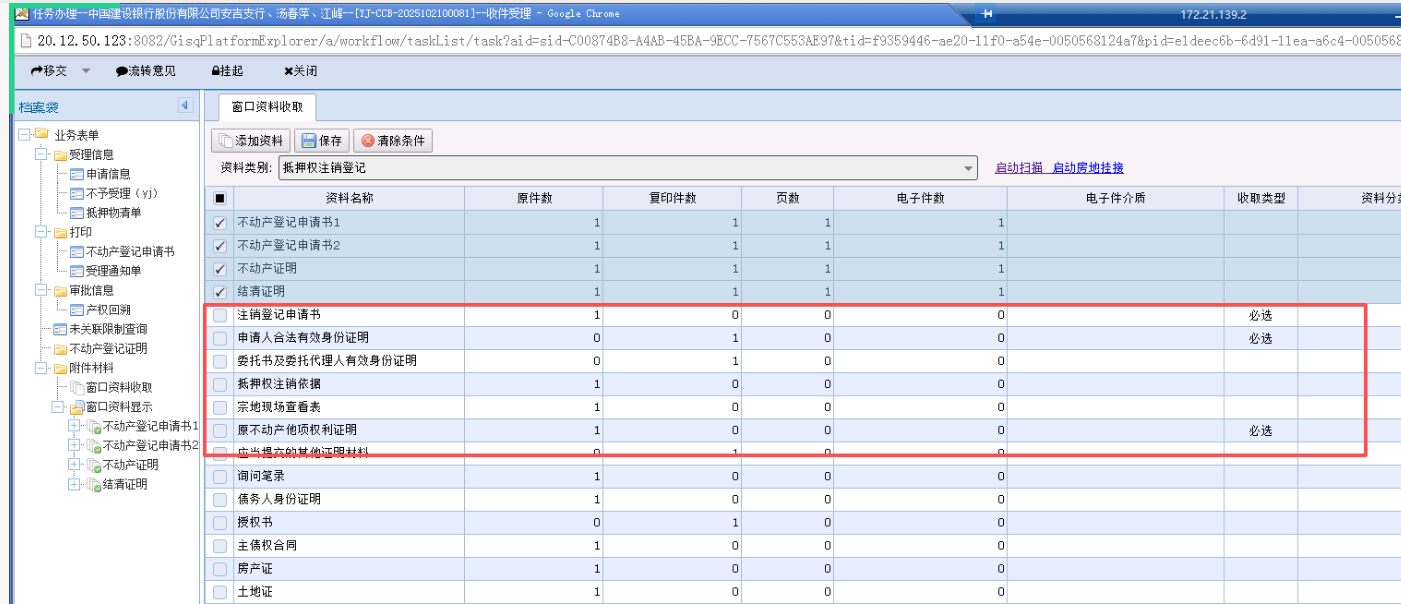 任务办理--中国建设银行股份有限公司安吉支行、汤春萍、江峰--[YJ-CCB-2025102100081]--收件受理 - Google Chrome
172.21.139.2
20.12.50.123:8082/GisqPlatformExplorer/a/workflow/taskList/task?aid=sid-C00874B8-A4AB-45BA-9ECC-7567C553AE97&tid=f9359446-ae20-11f0-a54e-0050568124a7&pid=e1deec6b-6d91-11ea-a6c4-0050568
移交 流转意见 挂起 关闭
档案袋
业务表单
受理信息
申请信息
不予受理（yj）
抵押物清单
打印
不动产登记申请书
受理通知单
审批信息
产权回溯
未关联限制查询
不动产登记证明
附件材料
窗口资料收取
窗口资料显示
不动产登记申请书1
不动产登记申请书2
不动产证明
结清证明
窗口资料收取
添加资料 保存 清除条件
资料类别: 抵押权注销登记 启动扫描 启动房地挂接
资料名称 原件数 复印件数 页数 电子件数 电子件介质 收取类型 资料分
不动产登记申请书1 1 1 1 1
不动产登记申请书2 1 1 1 1
不动产证明 1 1 1 1
结清证明 1 1 1 1
注销登记申请书 1 0 0 0 必选
申请人合法有效身份证明 0 1 0 0 必选
委托书及委托代理人有效身份证明 0 1 0 0
抵押权注销依据 1 0 0 0
宗地现场查看表 1 0 0 0
原不动产他项权利证明 1 0 0 0 必选
应当提交的其他证明材料 0 1 0 0
询问笔录 1 0 0 0
债务人身份证明 1 0 0 0
授权书 0 1 0 0
主债权合同 1 0 0 0
房产证 1 0 0 0
土地证 1 0 0 0